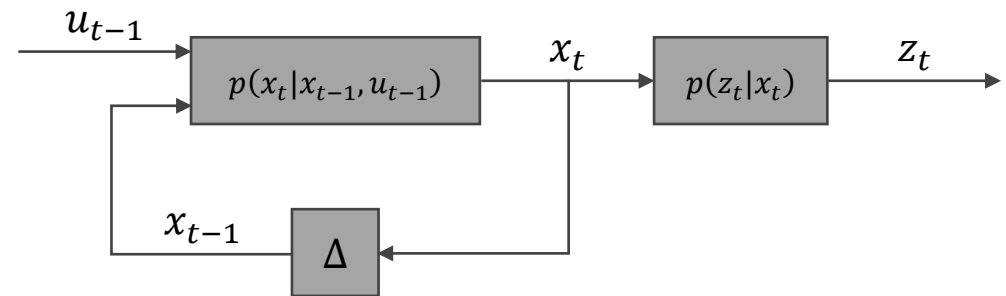 u_{t−1}
p(x_t|x_{t−1}, u_{t−1})
x_t
p(z_t|x_t)
z_t
x_{t−1}
Δ